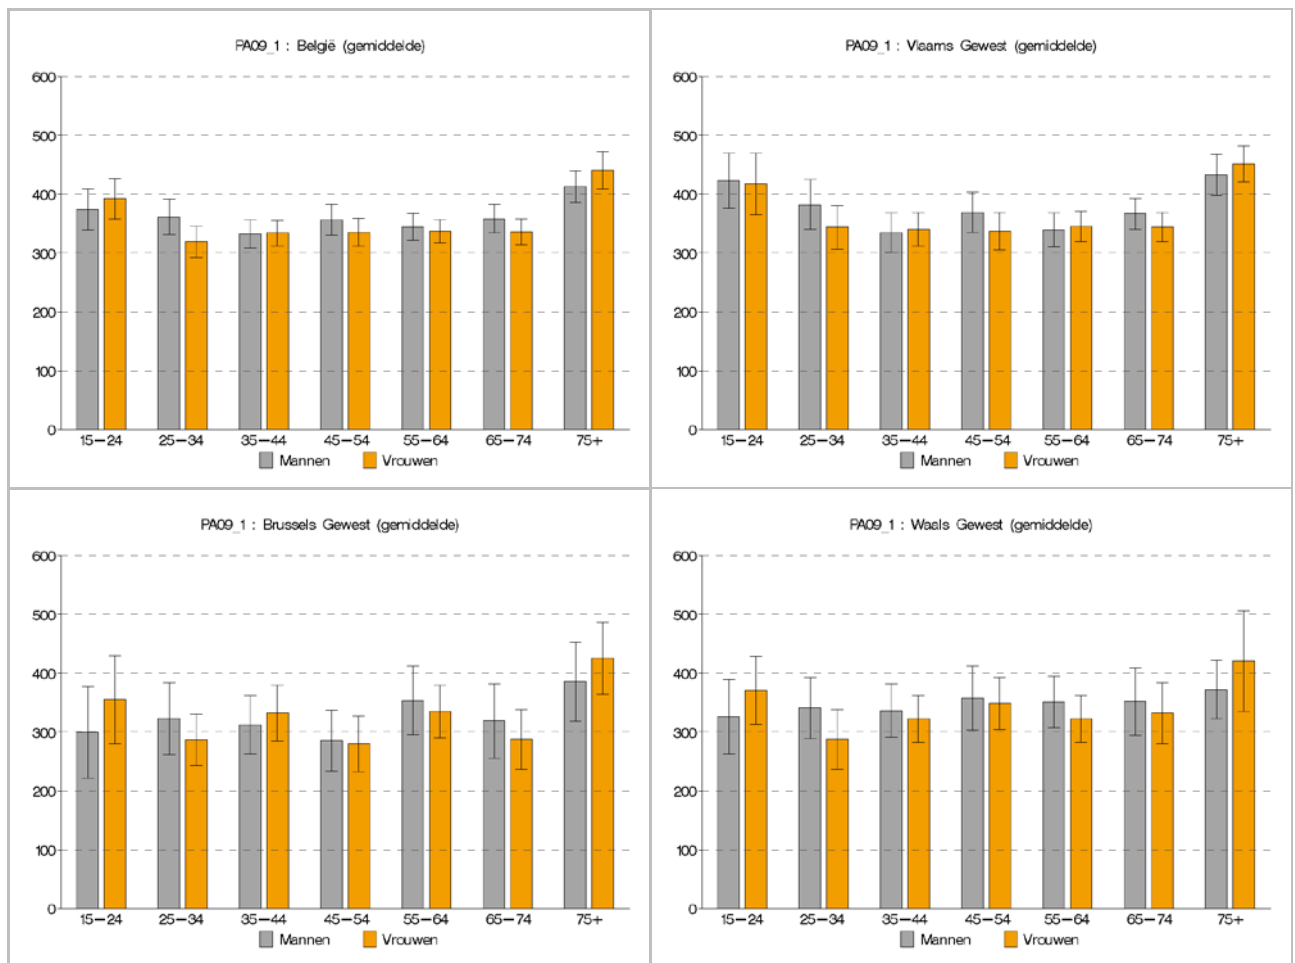 PA09_1 : België (gemiddelde)
600
500
400
300
200
100
0
15-24 25-34 35-44 45-54 55-64 65-74 75+
Mannen Vrouwen
PA09_1 : Vlaams Gewest (gemiddelde)
600
500
400
300
200
100
0
15-24 25-34 35-44 45-54 55-64 65-74 75+
Mannen Vrouwen
PA09_1 : Brussels Gewest (gemiddelde)
600
500
400
300
200
100
0
15-24 25-34 35-44 45-54 55-64 65-74 75+
Mannen Vrouwen
PA09_1 : Waals Gewest (gemiddelde)
600
500
400
300
200
100
0
15-24 25-34 35-44 45-54 55-64 65-74 75+
Mannen Vrouwen